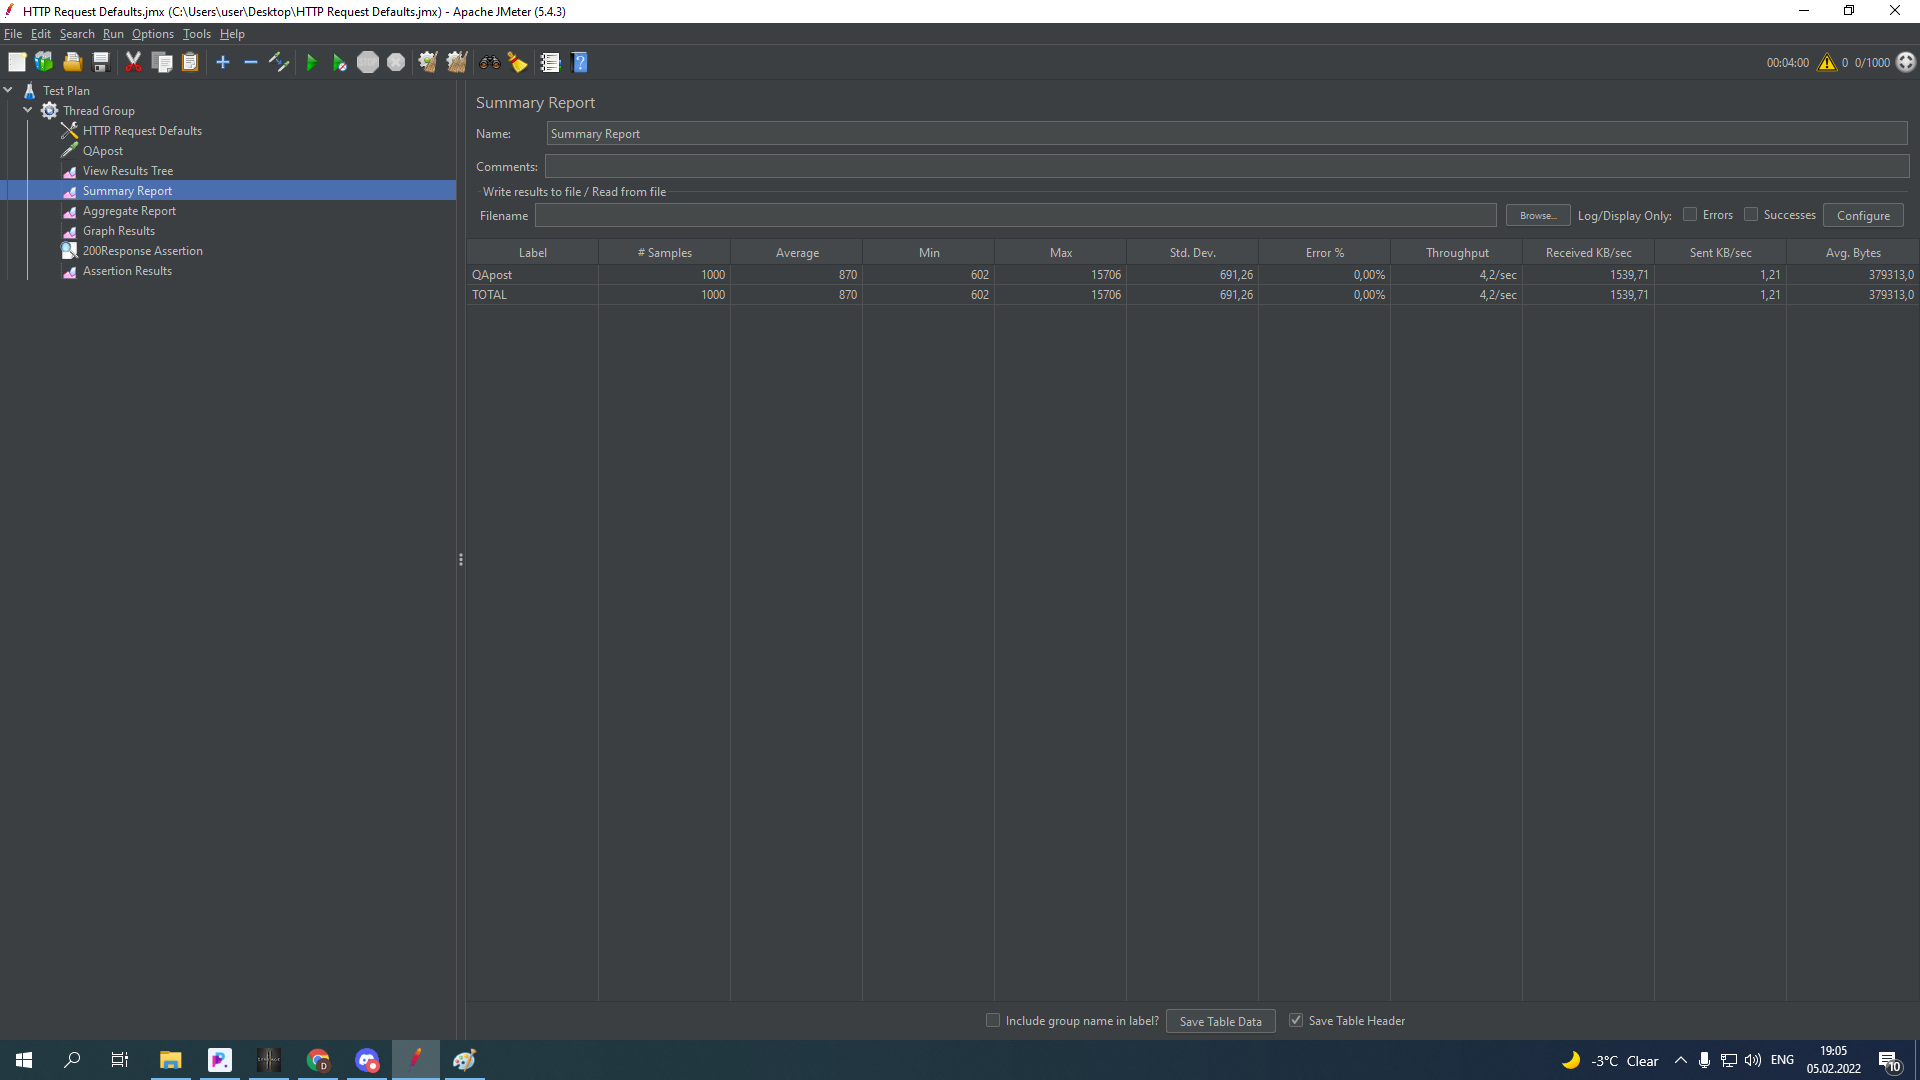 HTTP Request Defaults.jmx (C:\Users\user\Desktop\HTTP Request Defaults.jmx) - Apache JMeter (5.4.3)
File Edit Search Run Options Tools Help
00:04:00 0 0/1000
Test Plan
Thread Group
HTTP Request Defaults
QApost
View Results Tree
Summary Report
Aggregate Report
Graph Results
200Response Assertion
Assertion Results
Summary Report
Name: Summary Report
Comments:
Write results to file / Read from file
Filename Browse... Log/Display Only: Errors Successes Configure
Label # Samples Average Min Max Std. Dev. Error % Throughput Received KB/sec Sent KB/sec Avg. Bytes
QApost 1000 870 602 15706 691,26 0,00% 4,2/sec 1539,71 1,21 379313,0
TOTAL 1000 870 602 15706 691,26 0,00% 4,2/sec 1539,71 1,21 379313,0
Include group name in label? Save Table Data Save Table Header
-3°C Clear ENG 19:05
05.02.2022 10